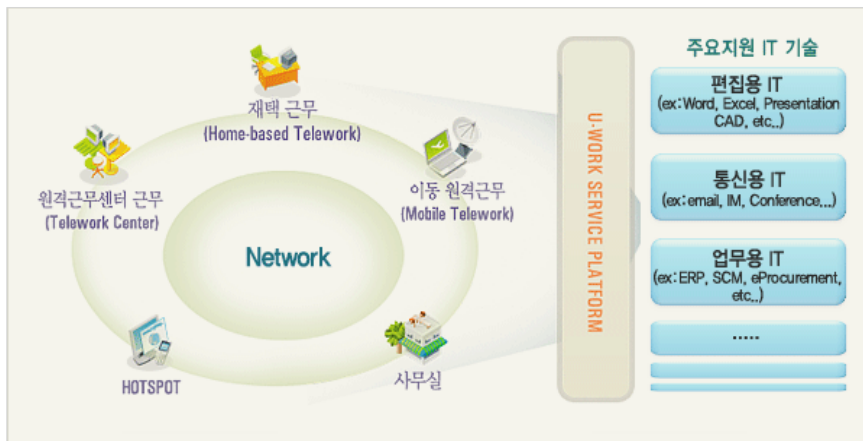 재택 근무
(Home-based Telework)
원격근무센터 근무
(Telework Center)
이동 원격근무
(Mobile Telework)
Network
HOTSPOT
사무실
U-WORK SERVICE PLATFORM
주요지원 IT 기술
편집용 IT
(ex:Word, Excel, Presentation
CAD, etc..)
통신용 IT
(ex:email, IM, Conference...)
업무용 IT
(ex:ERP, SCM, eProcurement,
etc..)
.....